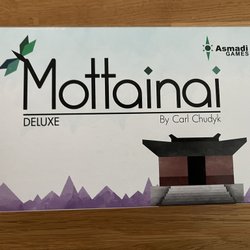 Asmadi
GAMES
Mottainai
DELUXE
By Carl Chudyk